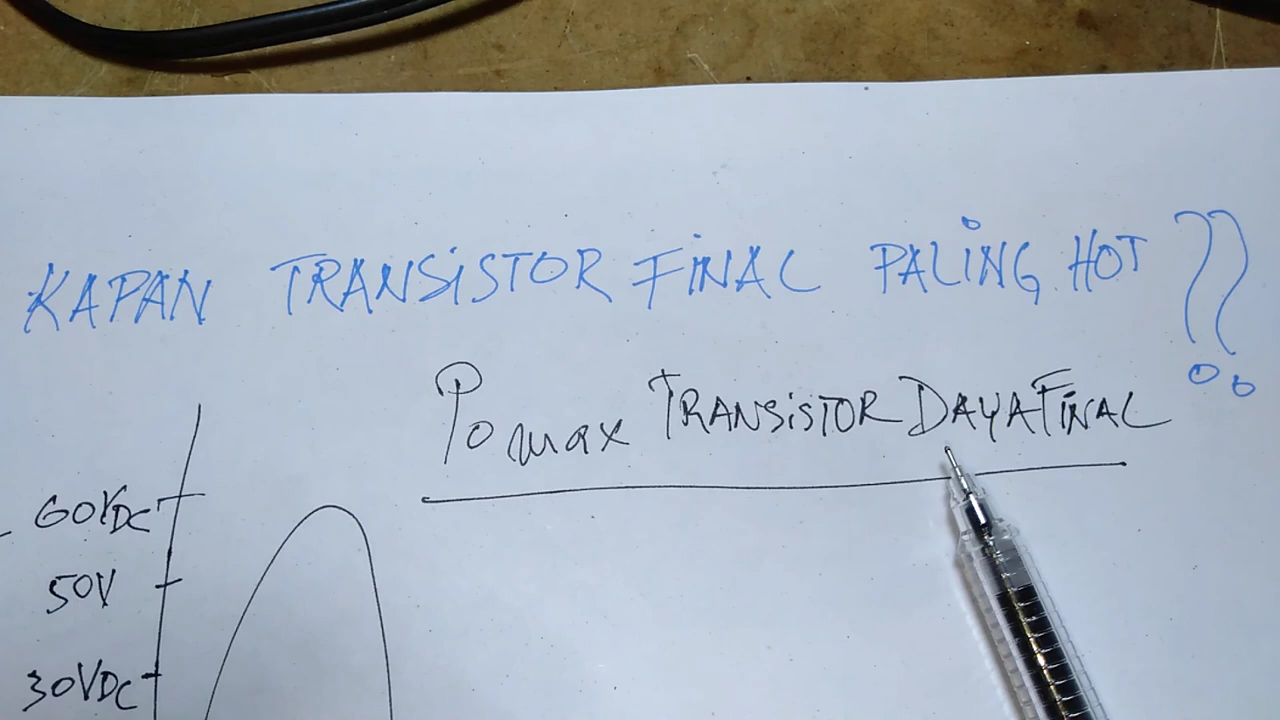 KAPAN TRANSISTOR FINAL PALING HOT ??
Po max TRANSISTOR DAYA FINAL
60VDC
50V
30VDC